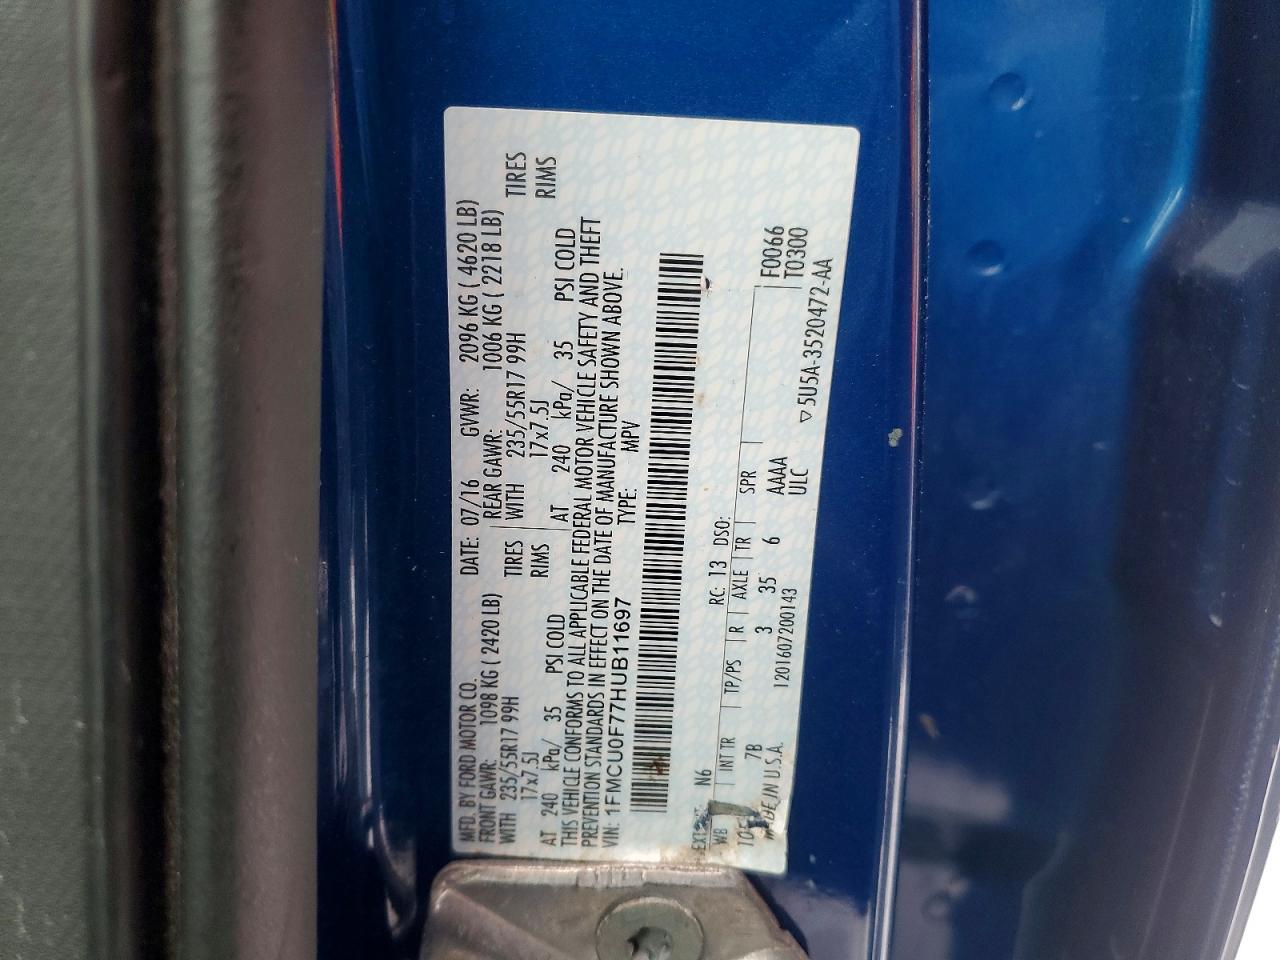 MFD. BY FORD MOTOR CO.
DATE: 07/16 GVWR: 2096 KG ( 4620 LB)
FRONT GAWR: 1098 KG ( 2420 LB) REAR GAWR: 1006 KG ( 2218 LB)
WITH 235/55R17 99H TIRES WITH 235/55R17 99H TIRES
17x7.5J RIMS 17x7.5J RIMS
AT 240 kPa/ 35 PSI COLD AT 240 kPa/ 35 PSI COLD
THIS VEHICLE CONFORMS TO ALL APPLICABLE FEDERAL MOTOR VEHICLE SAFETY AND THEFT
PREVENTION STANDARDS IN EFFECT ON THE DATE OF MANUFACTURE SHOWN ABOVE.
VIN: 1FMCU0F77HUB11697 TYPE: MPV
F0066
T0300
N6 RC: 13 DSO:
WB INT TR TP/PS R AXLE TR SPR
7B 3 35 6 AAAA
ULC
IN U.S.A. 1201607200143
5U5A-3520472-AA